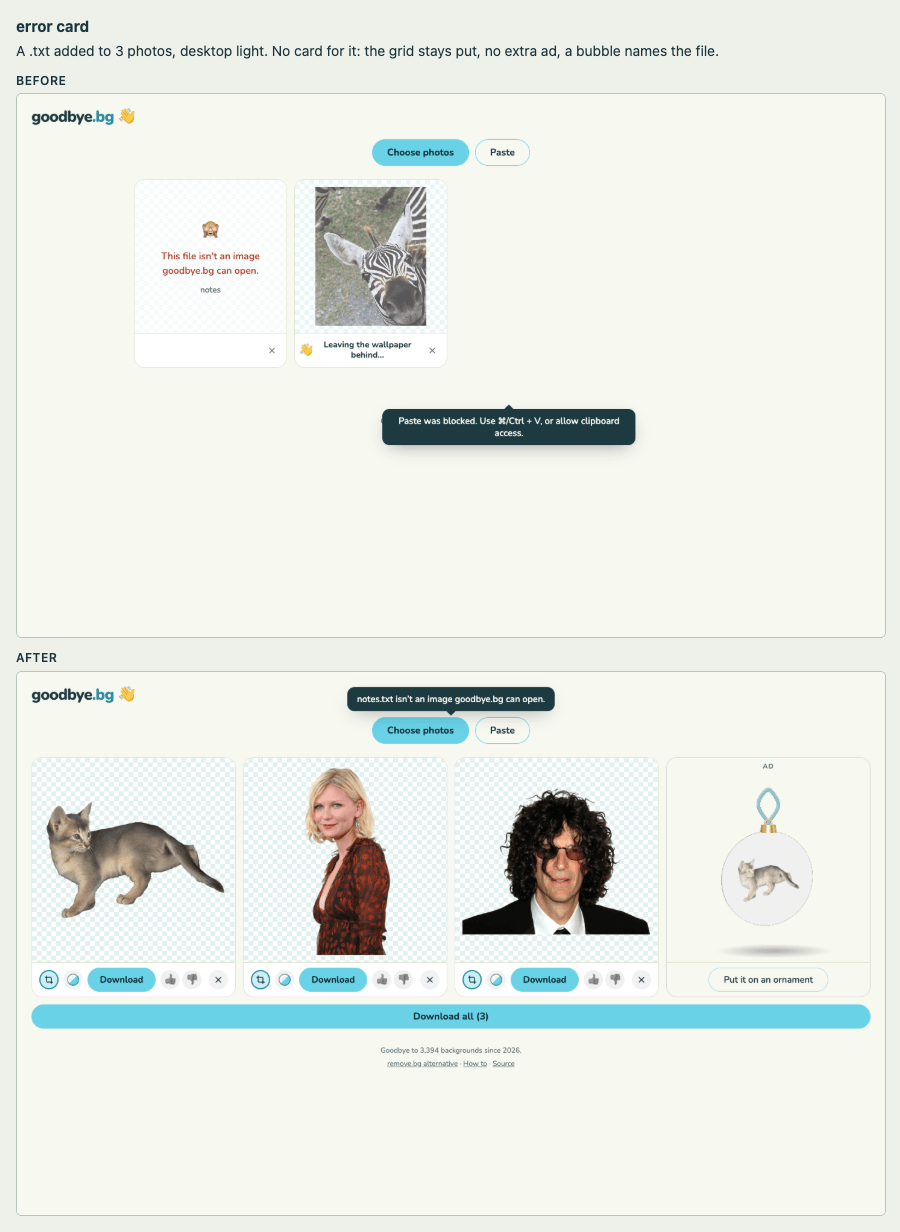 error card
A .txt added to 3 photos, desktop light. No card for it: the grid stays put, no extra ad, a bubble names the file.
BEFORE
goodbye.bg
Choose photos
Paste
This file isn't an image
goodbye.bg can open.
notes
×
Leaving the wallpaper
behind...
×
Paste was blocked. Use ⌘/Ctrl + V, or allow clipboard
access.
AFTER
goodbye.bg
notes.txt isn't an image goodbye.bg can open.
Choose photos
Paste
AD
Download
×
Download
×
Download
×
Put it on an ornament
Download all (3)
Goodbye to 3,394 backgrounds since 2026.
remove.bg alternative · How to · Source